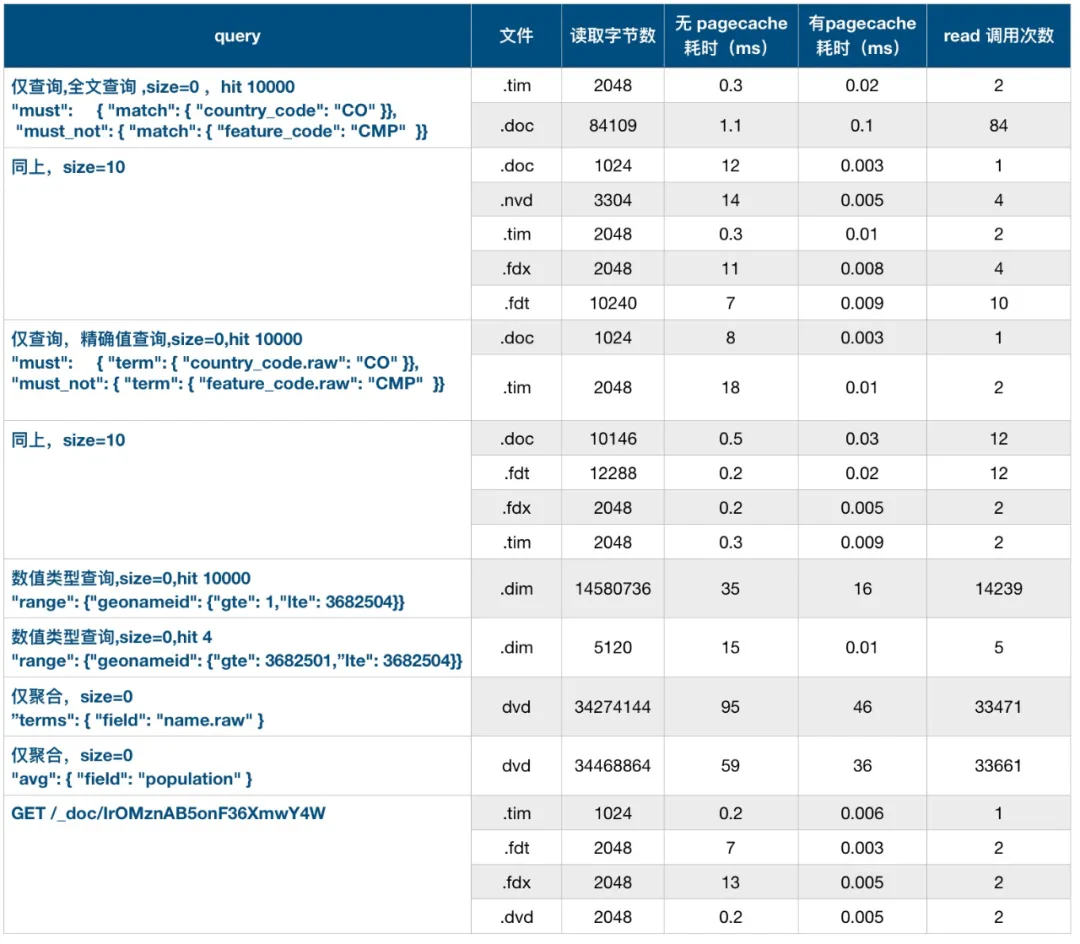 query 文件 读取字节数 无 pagecache 耗时（ms） 有pagecache 耗时（ms） read 调用次数
仅查询,全文查询 ,size=0 ，hit 10000
"must": { "match": { "country_code": "CO" }},
"must_not": { "match": { "feature_code": "CMP" }}
.tim 2048 0.3 0.02 2
.doc 84109 1.1 0.1 84
同上，size=10
.doc 1024 12 0.003 1
.nvd 3304 14 0.005 4
.tim 2048 0.3 0.01 2
.fdx 2048 11 0.008 4
.fdt 10240 7 0.009 10
仅查询，精确值查询,size=0,hit 10000
"must": { "term": { "country_code.raw": "CO" }},
"must_not": { "term": { "feature_code.raw": "CMP" }}
.doc 1024 8 0.003 1
.tim 2048 18 0.01 2
同上，size=10
.doc 10146 0.5 0.03 12
.fdt 12288 0.2 0.02 12
.fdx 2048 0.2 0.005 2
.tim 2048 0.3 0.009 2
数值类型查询,size=0,hit 10000
"range": {"geonameid": {"gte": 1,"lte": 3682504}}
.dim 14580736 35 16 14239
数值类型查询,size=0,hit 4
"range": {"geonameid": {"gte": 3682501,”lte": 3682504}}
.dim 5120 15 0.01 5
仅聚合，size=0
”terms": { "field": "name.raw" }
dvd 34274144 95 46 33471
仅聚合，size=0
"avg": { "field": "population" }
dvd 34468864 59 36 33661
GET /_doc/IrOMznAB5onF36XmwY4W
.tim 1024 0.2 0.006 1
.fdt 2048 7 0.003 2
.fdx 2048 13 0.005 2
.dvd 2048 0.2 0.005 2